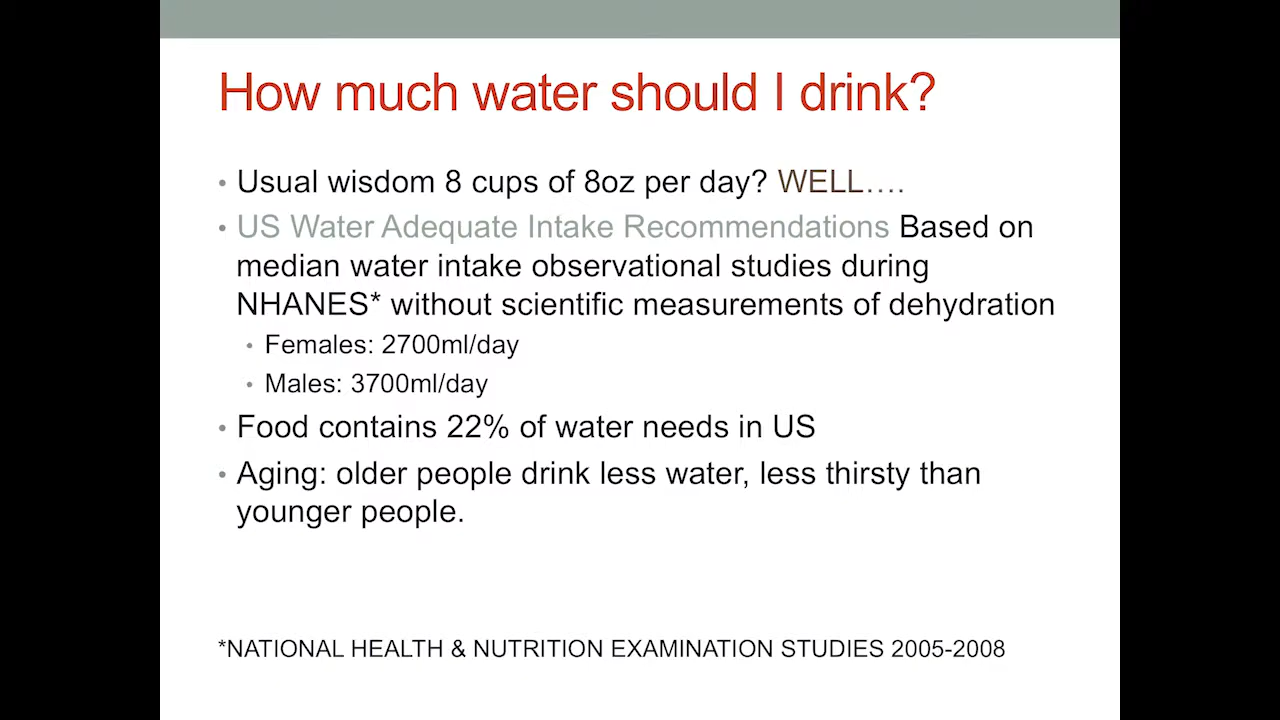 How much water should I drink?
• Usual wisdom 8 cups of 8oz per day? WELL….
• US Water Adequate Intake Recommendations Based on
median water intake observational studies during
NHANES* without scientific measurements of dehydration
• Females: 2700ml/day
• Males: 3700ml/day
• Food contains 22% of water needs in US
• Aging: older people drink less water, less thirsty than
younger people.
*NATIONAL HEALTH & NUTRITION EXAMINATION STUDIES 2005-2008